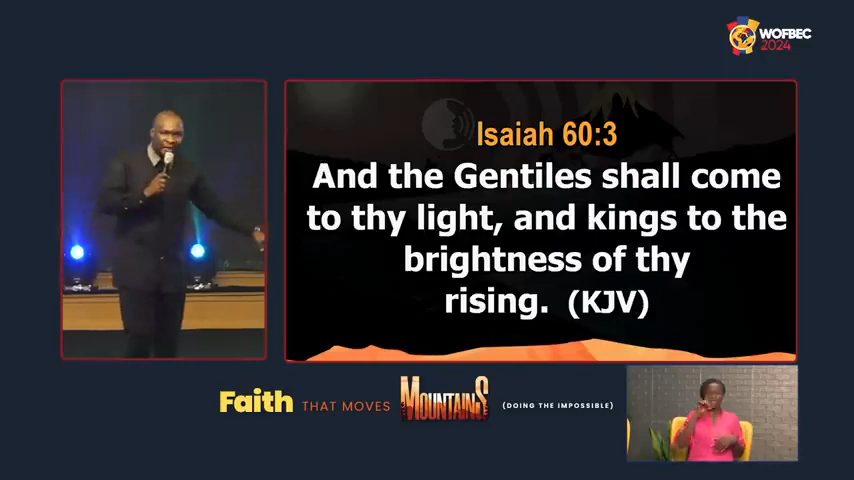 WOFBEC
2024
Isaiah 60:3
And the Gentiles shall come
to thy light, and kings to the
brightness of thy
rising. (KJV)
Faith THAT MOVES MOUNTAINS (DOING THE IMPOSSIBLE)